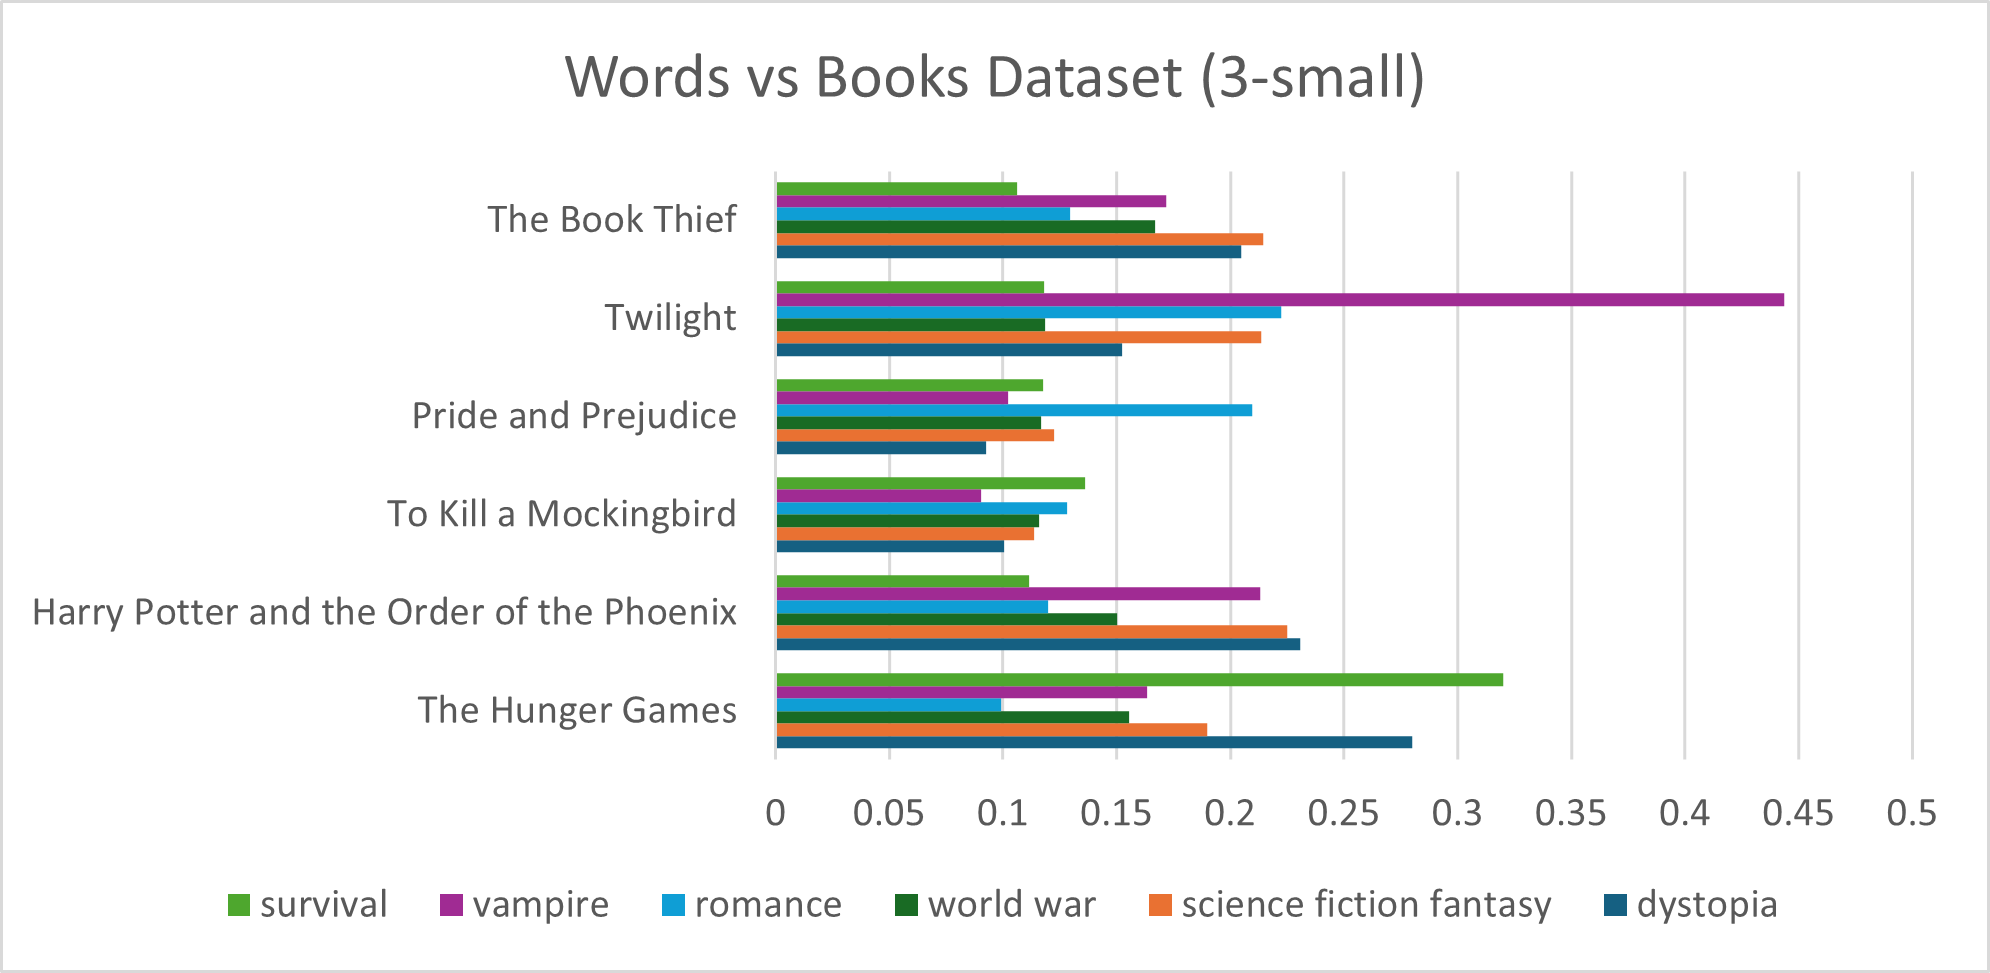 Words vs Books Dataset (3-small)
The Book Thief
Twilight
Pride and Prejudice
To Kill a Mockingbird
Harry Potter and the Order of the Phoenix
The Hunger Games
0 0.05 0.1 0.15 0.2 0.25 0.3 0.35 0.4 0.45 0.5
survival vampire romance world war science fiction fantasy dystopia